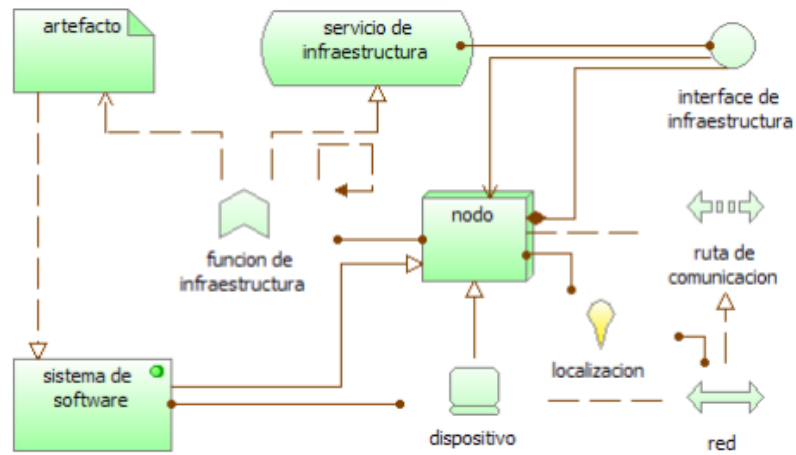 artefacto
servicio de
infraestructura
interface de
infraestructura
nodo
funcion de
infraestructura
ruta de
comunicacion
sistema de
software
localizacion
dispositivo
red